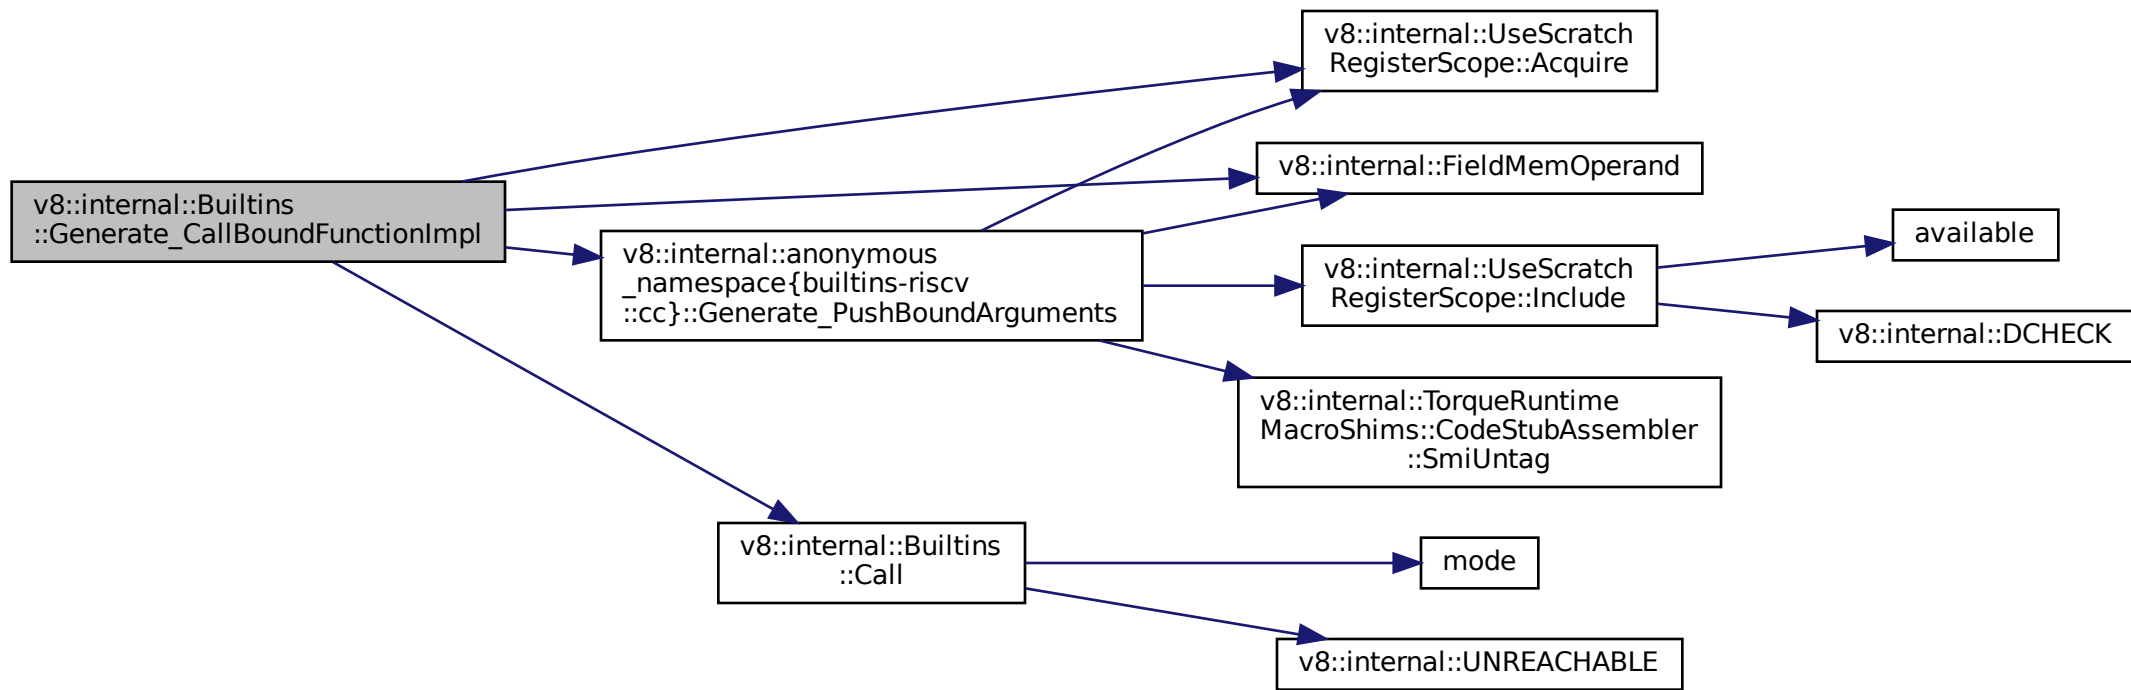 v8::internal::Builtins
::Generate_CallBoundFunctionImpl
v8::internal::UseScratch
RegisterScope::Acquire
v8::internal::FieldMemOperand
v8::internal::anonymous
_namespace{builtins-riscv
::cc}::Generate_PushBoundArguments
v8::internal::UseScratch
RegisterScope::Include
available
v8::internal::DCHECK
v8::internal::TorqueRuntime
MacroShims::CodeStubAssembler
::SmiUntag
v8::internal::Builtins
::Call
mode
v8::internal::UNREACHABLE